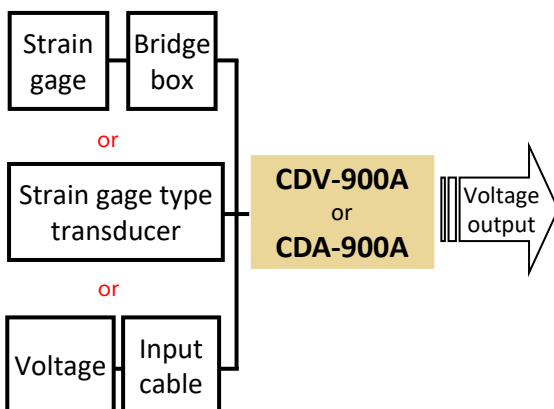 Strain
gage
Bridge
box
or
Strain gage type
transducer
or
Voltage
Input
cable
CDV-900A
or
CDA-900A
Voltage
output